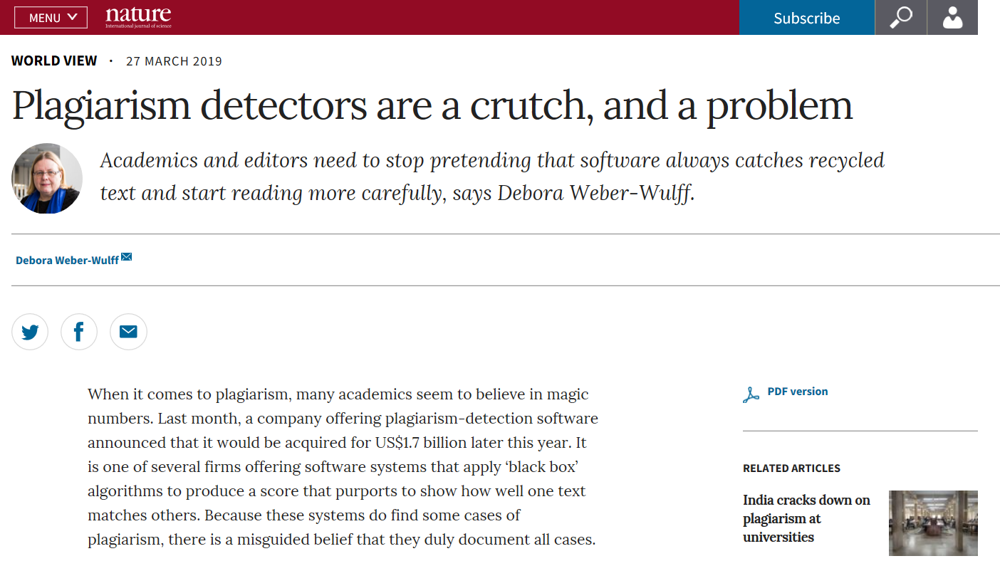 MENU
nature
International journal of science
Subscribe
WORLD VIEW · 27 MARCH 2019
Plagiarism detectors are a crutch, and a problem
Academics and editors need to stop pretending that software always catches recycled
text and start reading more carefully, says Debora Weber-Wulff.
Debora Weber-Wulff
When it comes to plagiarism, many academics seem to believe in magic
numbers. Last month, a company offering plagiarism-detection software
announced that it would be acquired for US$1.7 billion later this year. It
is one of several firms offering software systems that apply ‘black box’
algorithms to produce a score that purports to show how well one text
matches others. Because these systems do find some cases of
plagiarism, there is a misguided belief that they duly document all cases.
PDF version
RELATED ARTICLES
India cracks down on
plagiarism at
universities